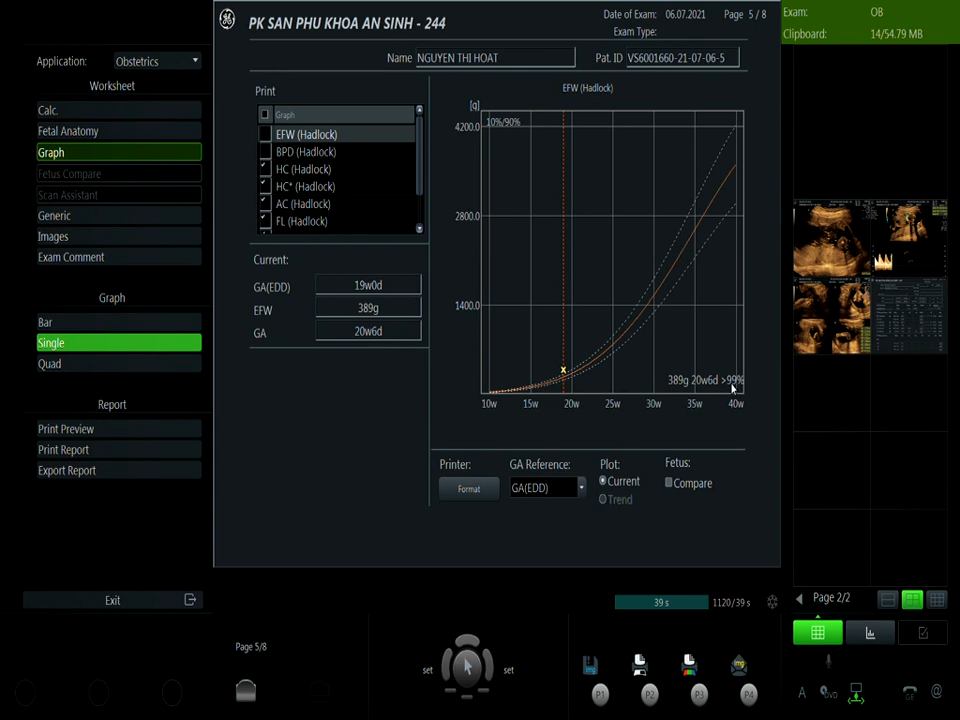 PK SAN PHU KHOA AN SINH - 244
Date of Exam: 06.07.2021 Page 5 / 8
Exam Type:
Name NGUYEN THI HOAT Pat. ID VS6001660-21-07-06-5
Exam: OB
Clipboard: 14/54.79 MB
Application: Obstetrics
Worksheet
Calc.
Fetal Anatomy
Graph
Fetus Compare
Scan Assistant
Generic
Images
Exam Comment
Graph
Bar
Single
Quad
Report
Print Preview
Print Report
Export Report
Exit
Print
Graph
EFW (Hadlock)
BPD (Hadlock)
HC (Hadlock)
HC* (Hadlock)
AC (Hadlock)
FL (Hadlock)
Current:
GA(EDD) 19w0d
EFW 389g
GA 20w6d
EFW (Hadlock)
[g]
10%/90%
4200.0
2800.0
1400.0
389g 20w6d >99%
10w 15w 20w 25w 30w 35w 40w
Printer: GA Reference: Plot: Fetus:
Format GA(EDD) Current Compare
Trend
39 s 1120/39 s
Page 2/2
Page 5/8
set set
P1 P2 P3 P4
img
A DVD @